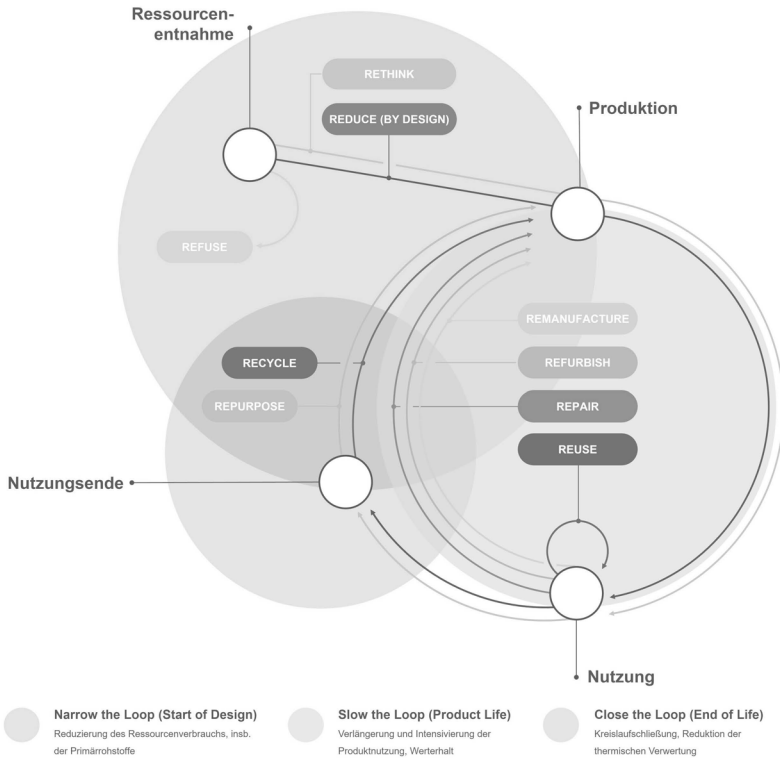 Ressourcen-
entnahme
RETHINK
REDUCE (BY DESIGN)
Produktion
REFUSE
REMANUFACTURE
RECYCLE
REFURBISH
REPURPOSE
REPAIR
REUSE
Nutzungsende
Nutzung
Narrow the Loop (Start of Design)
Reduzierung des Ressourcenverbrauchs, insb.
der Primärrohstoffe
Slow the Loop (Product Life)
Verlängerung und Intensivierung der
Produktnutzung, Werterhalt
Close the Loop (End of Life)
Kreislaufschließung, Reduktion der
thermischen Verwertung